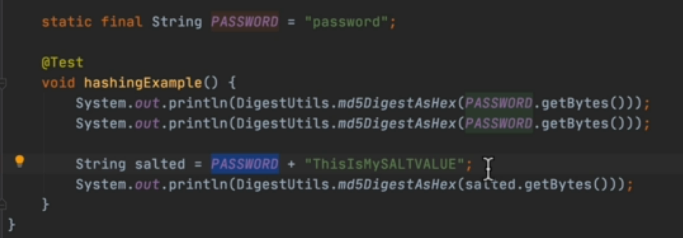 static final String PASSWORD = "password";
@Test
void hashingExample() {
System.out.println(DigestUtils.md5DigestAsHex(PASSWORD.getBytes()));
System.out.println(DigestUtils.md5DigestAsHex(PASSWORD.getBytes()));
String salted = PASSWORD + "ThisIsMySALTVALUE";
System.out.println(DigestUtils.md5DigestAsHex(salted.getBytes()));
}
}